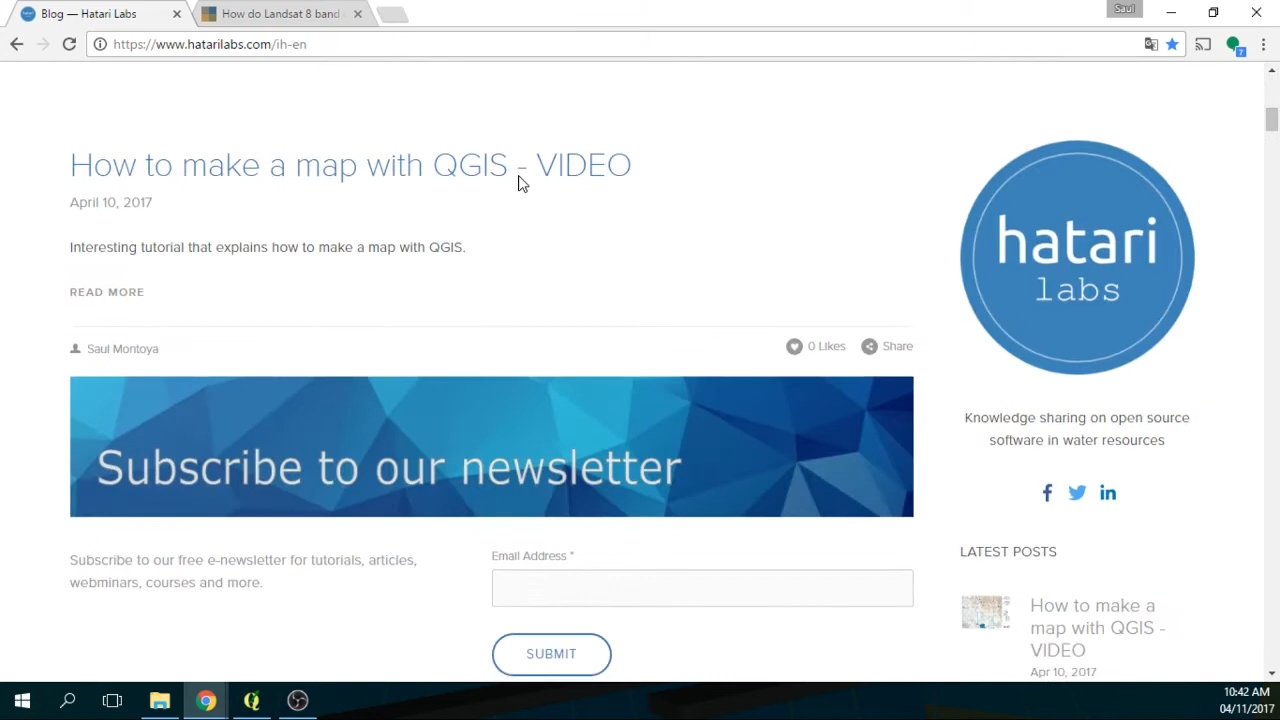 Blog — Hatari Labs
How do Landsat 8 band
Saul
https://www.hatarilabs.com/ih-en
7
How to make a map with QGIS - VIDEO
April 10, 2017
Interesting tutorial that explains how to make a map with QGIS.
READ MORE
Saul Montoya
0 Likes
Share
Subscribe to our newsletter
Subscribe to our free e-newsletter for tutorials, articles,
webminars, courses and more.
Email Address *
SUBMIT
hatari
labs
Knowledge sharing on open source
software in water resources
LATEST POSTS
How to make a
map with QGIS -
VIDEO
Apr 10, 2017
10:42 AM
04/11/2017